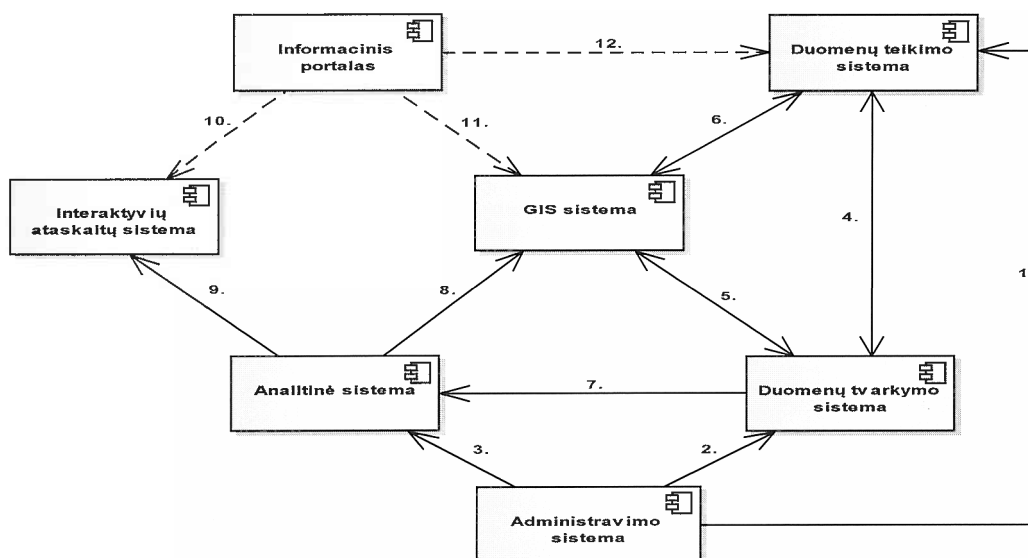 Informacinis
portalas
12.
Duomenų teikimo
sistema
10.
11.
6.
Interaktyvių
ataskaitų sistema
GIS sistema
4.
1
9.
8.
5.
Analitinė sistema
7.
Duomenų tvarkymo
sistema
3.
2.
Administravimo
sistema